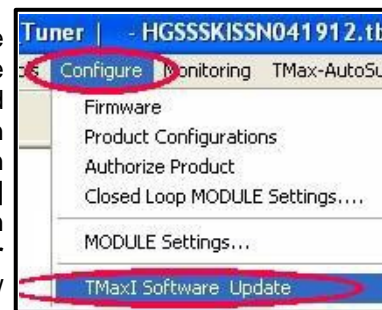 Tuner | - HGSSSKISSN041912.tb
Configure Monitoring TMax-AutoSu
Firmware
Product Configurations
Authorize Product
Closed Loop MODULE Settings....
MODULE Settings...
TMaxI Software Update